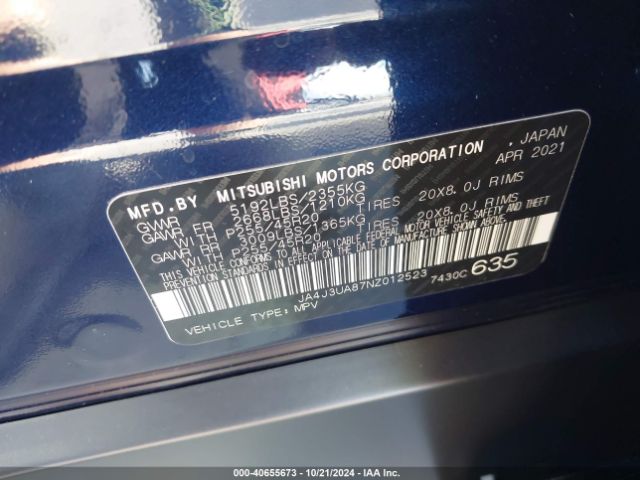 MFD.BY MITSUBISHI MOTORS CORPORATION , JAPAN
APR 2021
GVWR 5192LBS/2355KG
GAWR FR 2668LBS/1210KG
WITH P255/45R20 TIRES 20X8.0J RIMS
GAWR RR 3009LBS/1365KG
WITH P255/45R20 TIRES 20X8.0J RIMS
THIS VEHICLE CONFORMS TO ALL APPLICABLE FEDERAL MOTOR VEHICLE SAFETY AND THEFT
PREVENTION STANDARDS IN EFFECT ON THE DATE OF MANUFACTURE SHOWN ABOVE.
JA4J3UA87NZ012523 7430C 635
VEHICLE TYPE: MPV
000-40655673 - 10/21/2024 - IAAI.COM